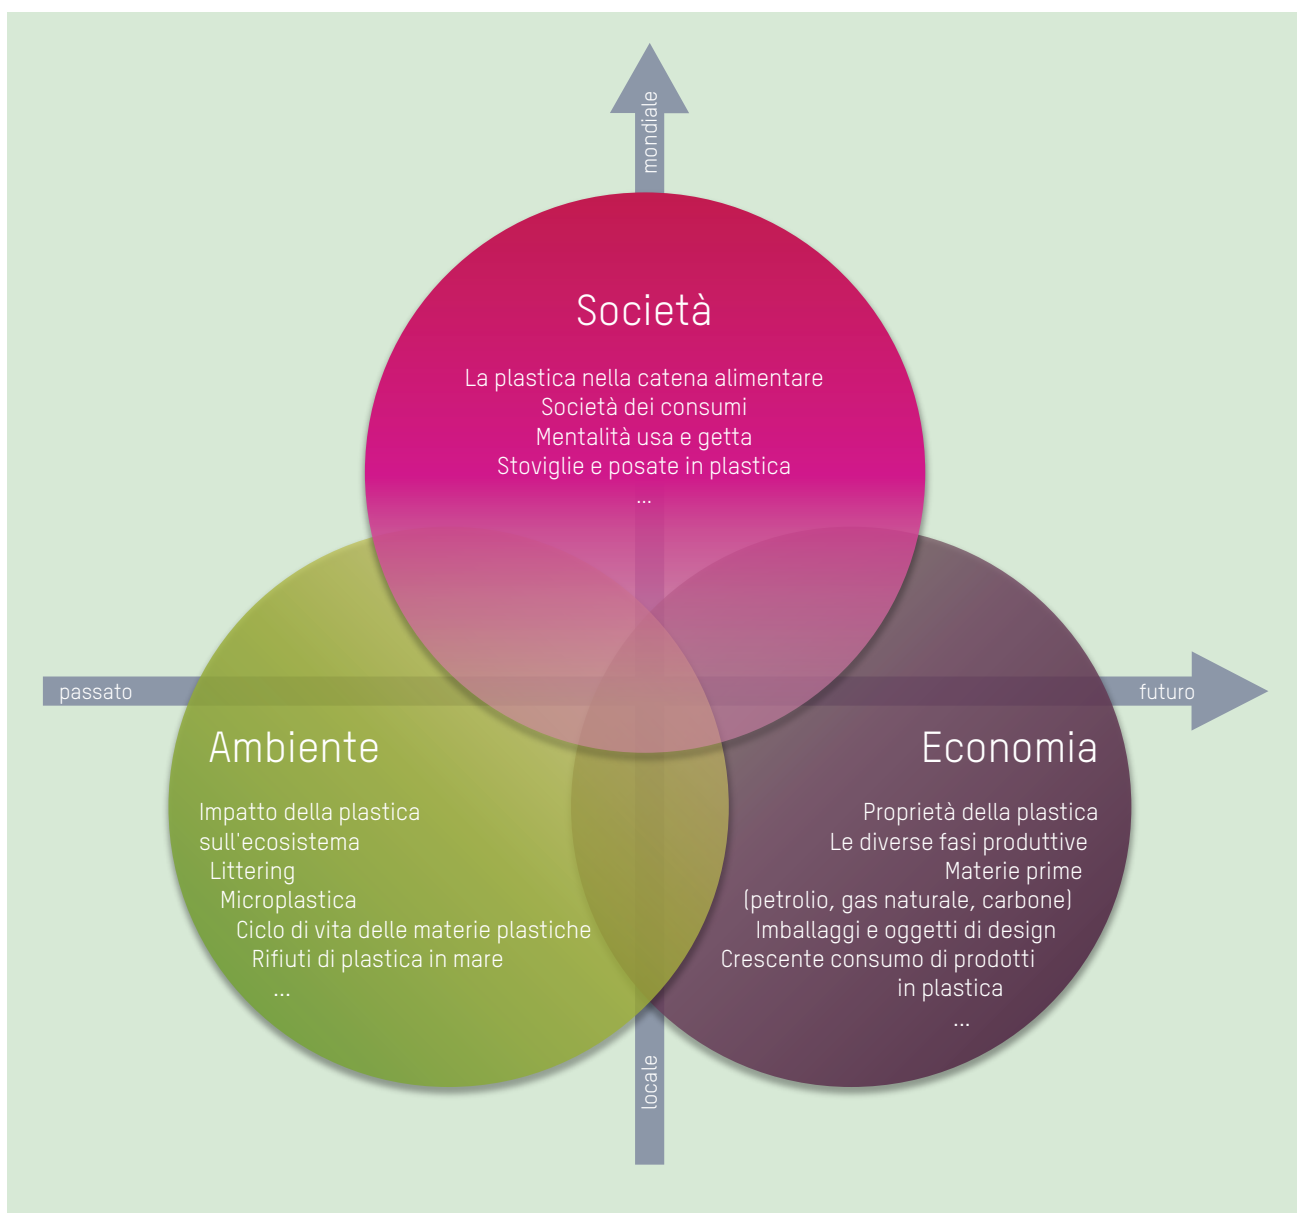 mondiale
Società
La plastica nella catena alimentare
Società dei consumi
Mentalità usa e getta
Stoviglie e posate in plastica
...
passato
futuro
Ambiente
Impatto della plastica
sull'ecosistema
Littering
Microplastica
Ciclo di vita delle materie plastiche
Rifiuti di plastica in mare
...
Economia
Proprietà della plastica
Le diverse fasi produttive
Materie prime
(petrolio, gas naturale, carbone)
Imballaggi e oggetti di design
Crescente consumo di prodotti
in plastica
...
locale